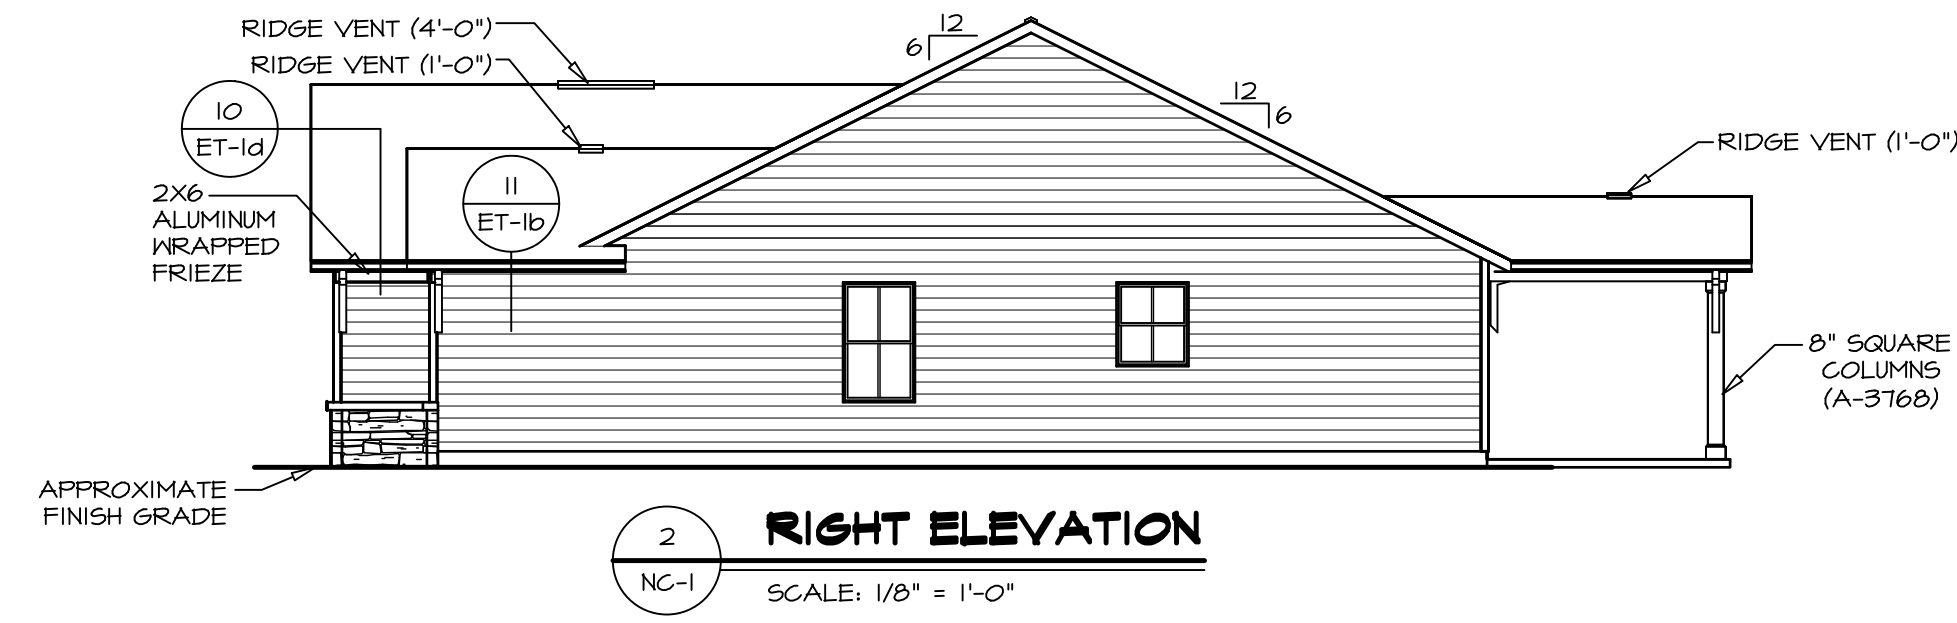 RIDGE VENT (4'-0")
RIDGE VENT (1'-0")
12
6
12
6
10
ET-1d
11
ET-1b
RIDGE VENT (1'-0")
2X6
ALUMINUM
WRAPPED
FRIEZE
8" SQUARE
COLUMNS
(A-3768)
APPROXIMATE
FINISH GRADE
2
NC-1
RIGHT ELEVATION
SCALE: 1/8" = 1'-0"